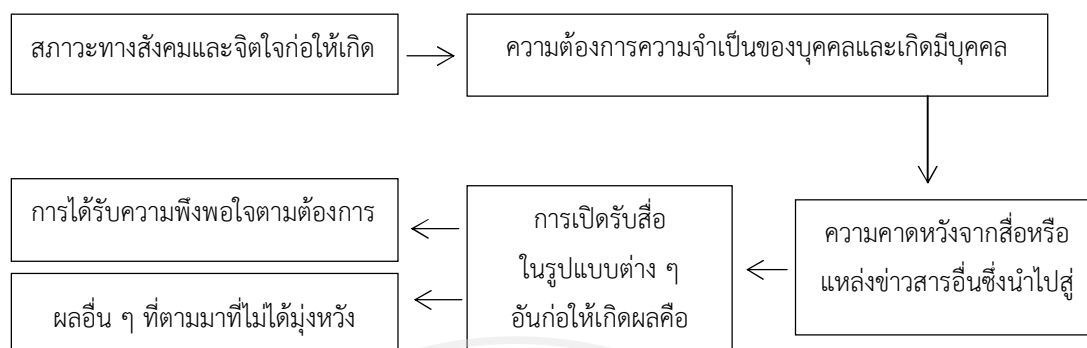 สภาวะทางสังคมและจิตใจก่อให้เกิด
ความต้องการความจำเป็นของบุคคลและเกิดมีบุคคล
ความคาดหวังจากสื่อหรือ
แหล่งข่าวสารอื่นซึ่งนำไปสู่
การเปิดรับสื่อ
ในรูปแบบต่าง ๆ
อันก่อให้เกิดผลคือ
การได้รับความพึงพอใจตามต้องการ
ผลอื่น ๆ ที่ตามมาที่ไม่ได้มุ่งหวัง